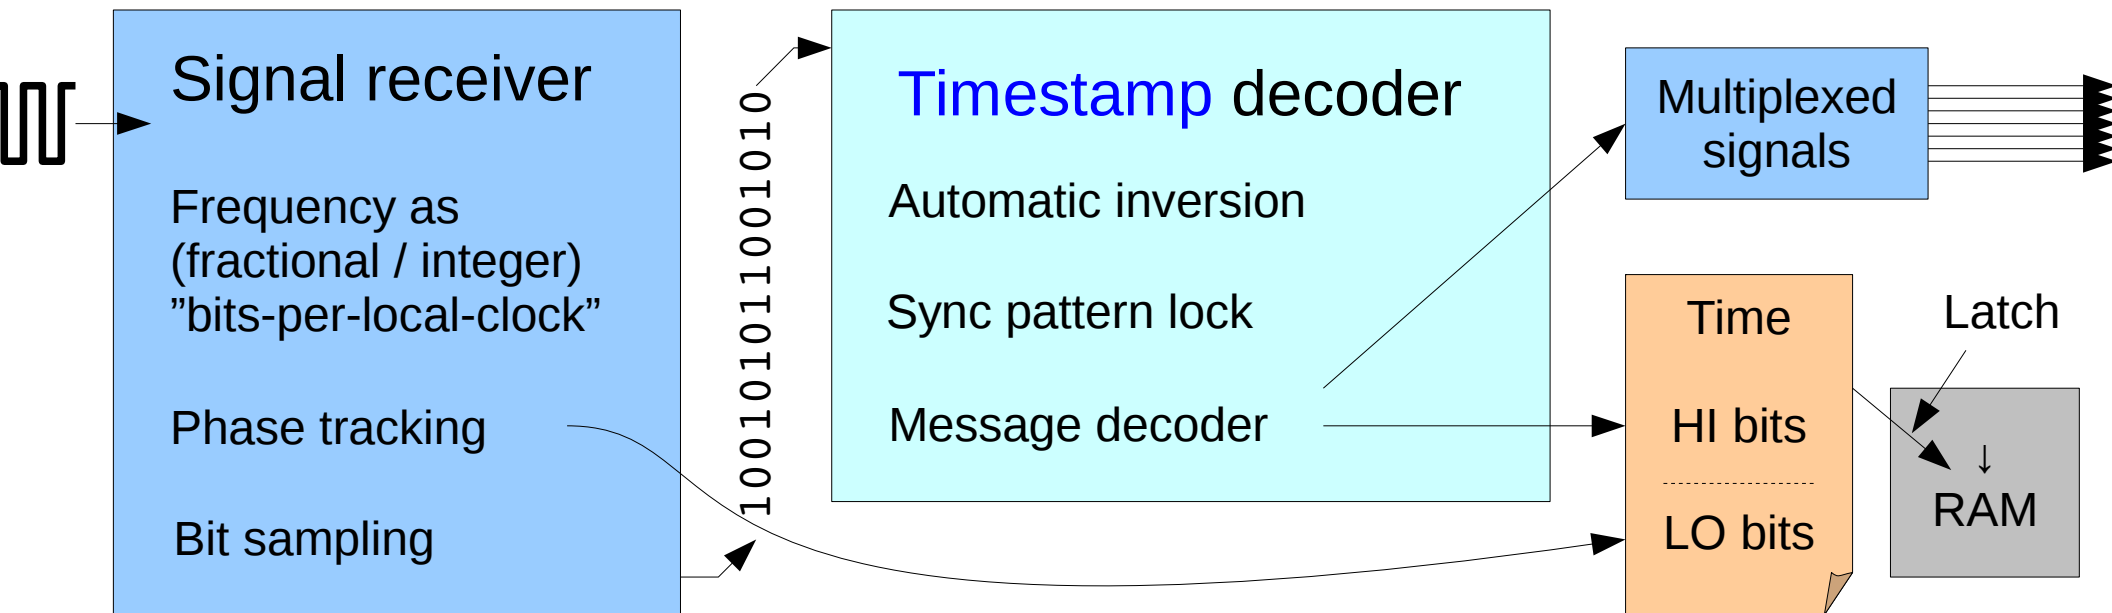 Signal receiver
Frequency as
(fractional / integer)
”bits-per-local-clock”
Phase tracking
Bit sampling
100101011001010
Timestamp decoder
Automatic inversion
Sync pattern lock
Message decoder
Multiplexed
signals
Time
HI bits
LO bits
Latch
↓
RAM